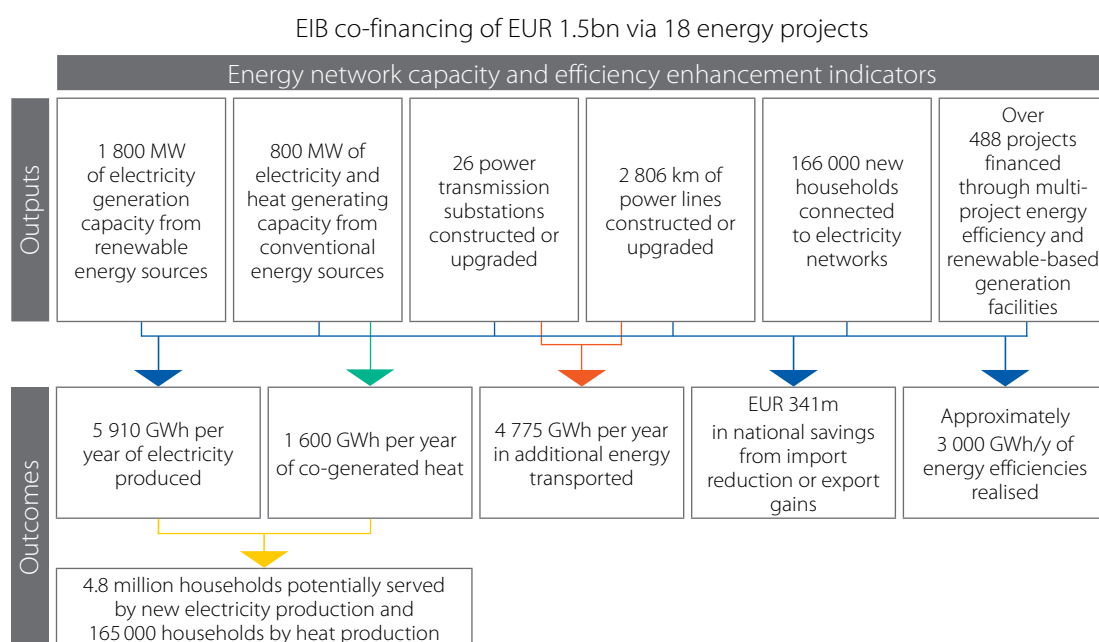 EIB co-financing of EUR 1.5bn via 18 energy projects
Energy network capacity and efficiency enhancement indicators
Outputs
1 800 MW
of electricity
generation
capacity from
renewable
energy sources
800 MW of
electricity and
heat generating
capacity from
conventional
energy sources
26 power
transmission
substations
constructed or
upgraded
2 806 km of
power lines
constructed or
upgraded
166 000 new
households
connected
to electricity
networks
Over
488 projects
financed
through multi-
project energy
efficiency and
renewable-based
generation
facilities
Outcomes
5 910 GWh per
year of electricity
produced
1 600 GWh per year
of co-generated heat
4 775 GWh per year
in additional energy
transported
EUR 341m
in national savings
from import
reduction or export
gains
Approximately
3 000 GWh/y of
energy efficiencies
realised
4.8 million households potentially served
by new electricity production and
165 000 households by heat production